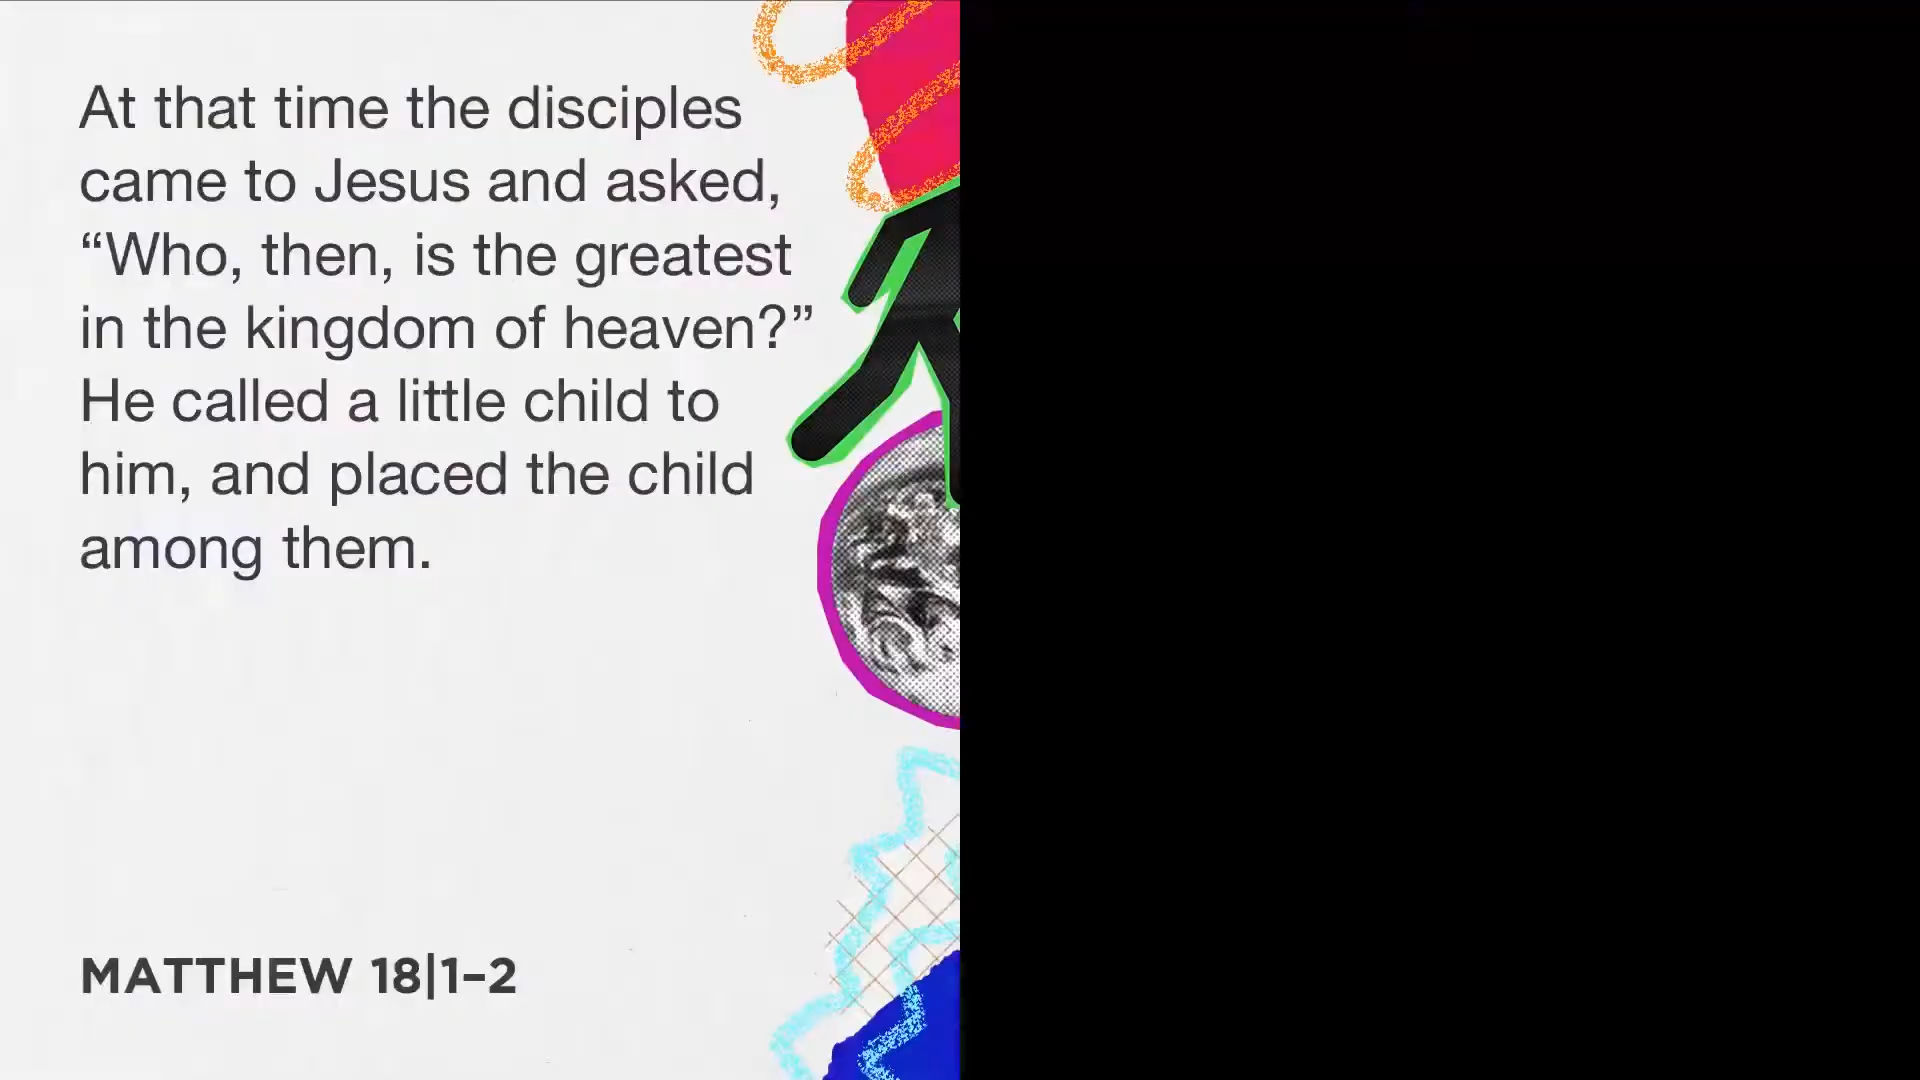 At that time the disciples
came to Jesus and asked,
“Who, then, is the greatest
in the kingdom of heaven?”
He called a little child to
him, and placed the child
among them.
MATTHEW 18|1–2